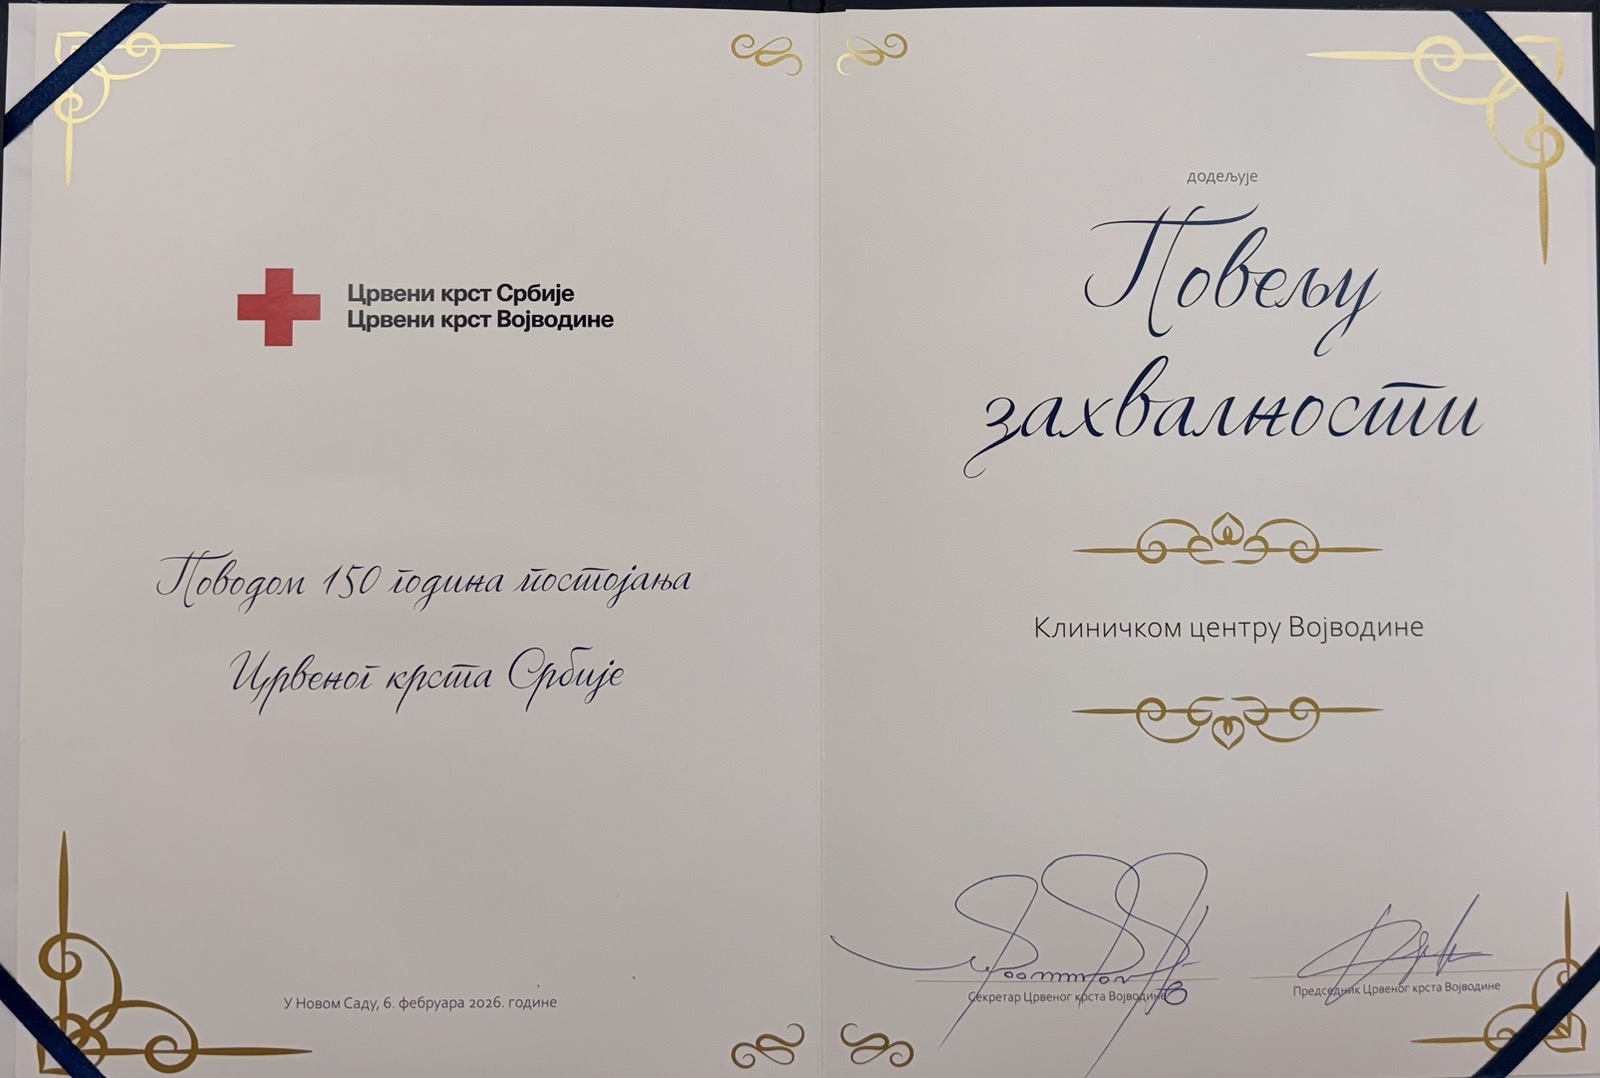 Црвени крст Србије
Црвени крст Војводине
Поводом 150 година постојања
Црвеног крста Србије
У Новом Саду, 6. фебруара 2026. године
додељује
Повељу
захвалности
Клиничком центру Војводине
Секретар Црвеног крста Војводине
Председник Црвеног крста Војводине